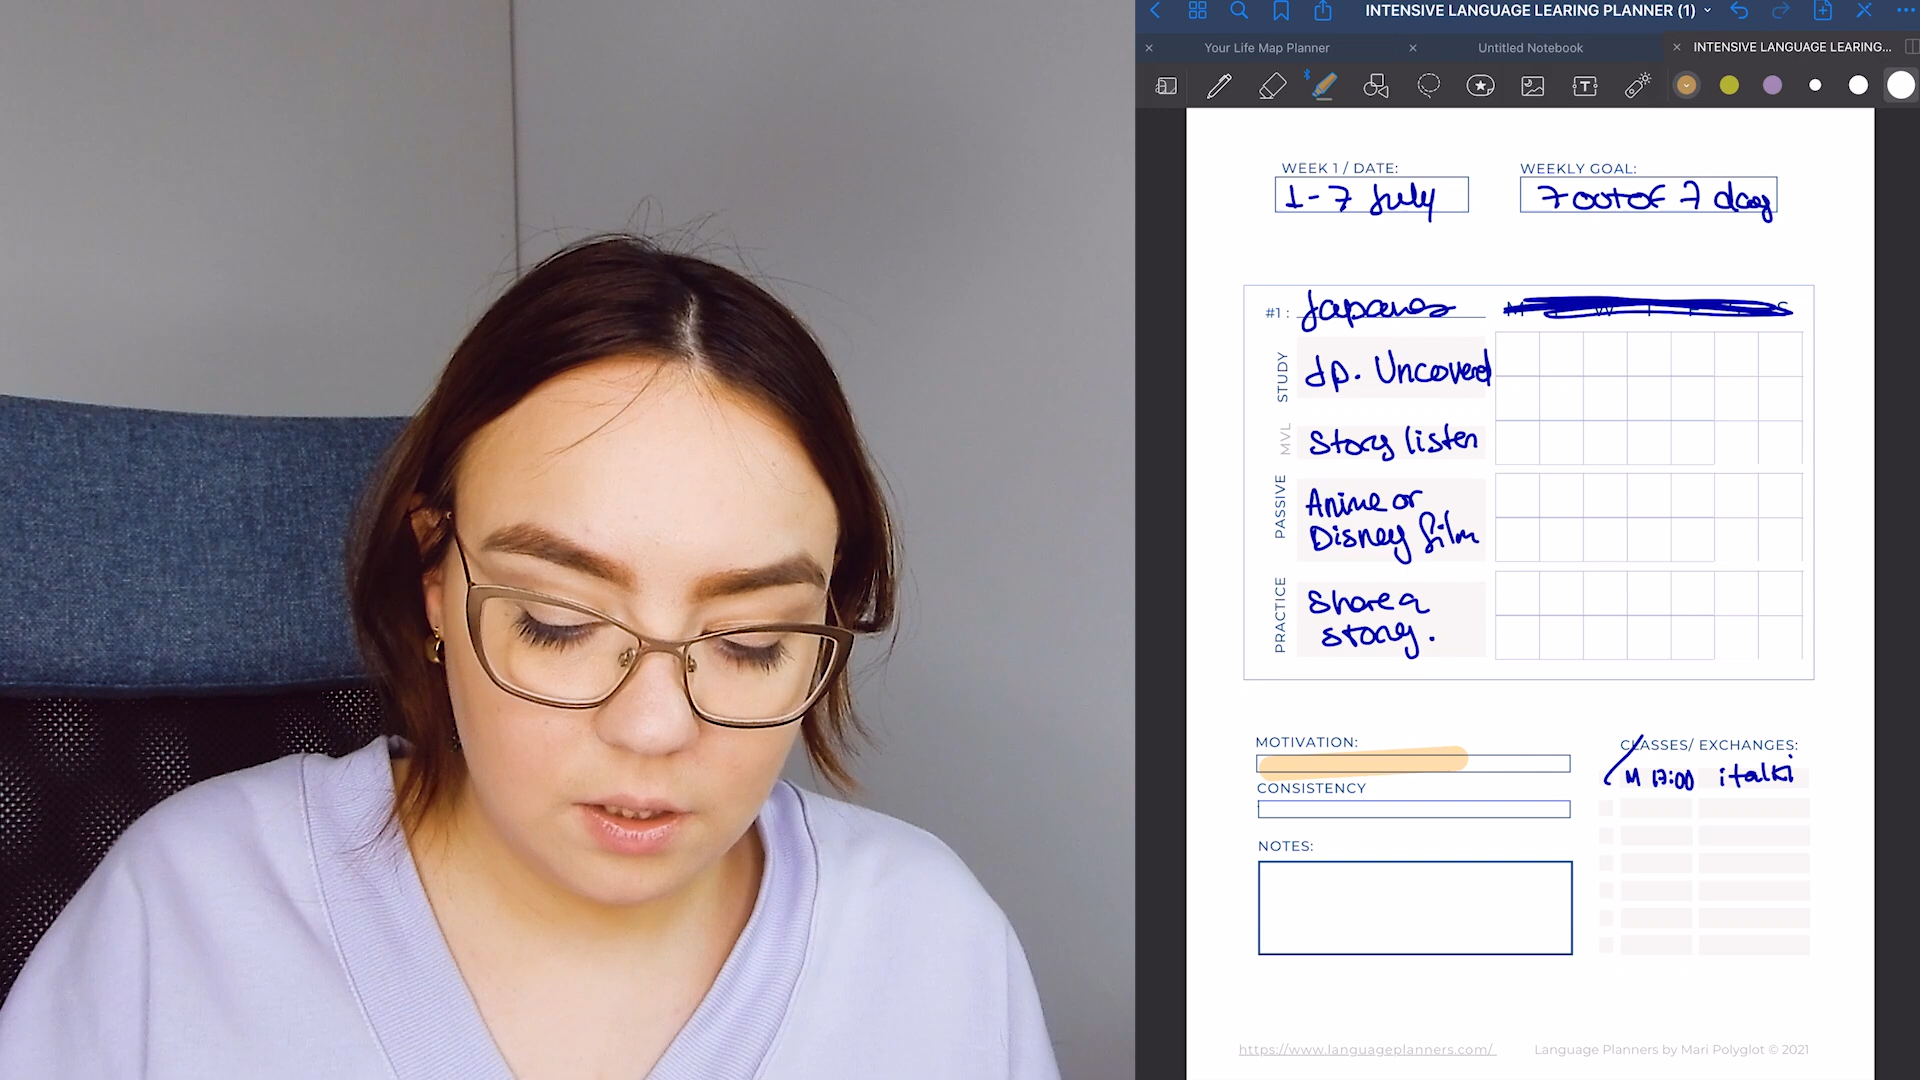 INTENSIVE LANGUAGE LEARING PLANNER (1)
Your Life Map Planner
Untitled Notebook
INTENSIVE LANGUAGE LEARING...
WEEK 1 / DATE:
1-7 July
WEEKLY GOAL:
7 out of 7 days
#1 :
Japanes
STUDY
Jp. Uncovered
MVL
Story listen
PASSIVE
Anime or
Disney film
PRACTICE
Share a
story.
MOTIVATION:
CONSISTENCY
NOTES:
CLASSES/ EXCHANGES:
M 17:00 italki
https://www.languageplanners.com/
Language Planners by Mari Polyglot © 2021